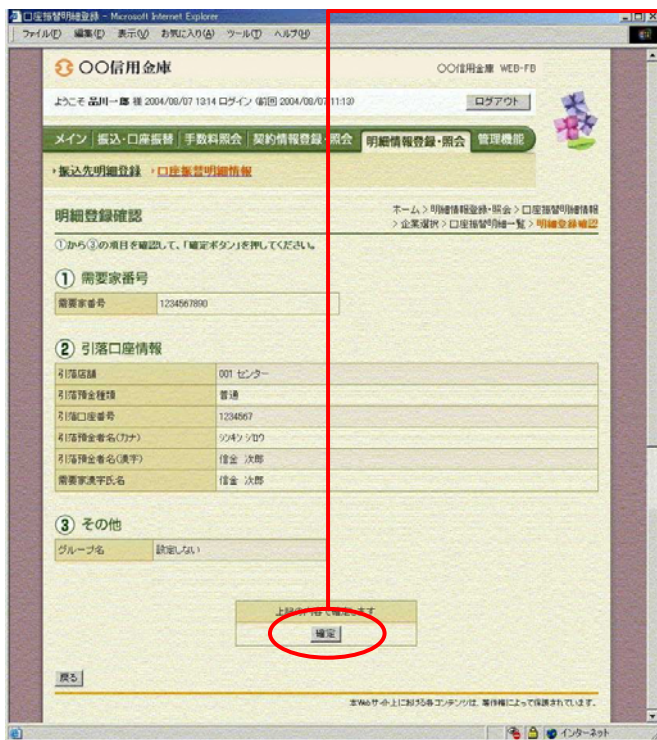 口座振替明細登録 - Microsoft Internet Explorer
ファイル(F) 編集(E) 表示(V) お気に入り(A) ツール(T) ヘルプ(H)
〇〇信用金庫
〇〇信用金庫 WEB-FB
ようこそ 品川一郎 様 2004/08/07 1314 ログイン (前回 2004/08/07 11:13)
ログアウト
メイン 振込・口座振替 手数料照会 契約情報登録・照会 明細情報登録・照会 管理機能
振込先明細登録 口座振替明細情報
明細登録確認
ホーム > 明細情報登録・照会 > 口座振替明細情報
> 企業選択 > 口座振替明細一覧 > 明細登録確認
①から③の項目を確認して、「確定ボタン」を押してください。
① 需要家番号
需要家番号 1234567890
② 引落口座情報
引落店舗 001 センター
引落預金種類 普通
引落口座番号 1234567
引落預金者名(カナ) シンキン ジロウ
引落預金者名(漢字) 信金 次郎
需要家漢字氏名 信金 次郎
③ その他
グループ名 設定しない
上記の内容で確定します
確定
戻る
本Webサイト上における各コンテンツは、著作権によって保護されています。
インターネット